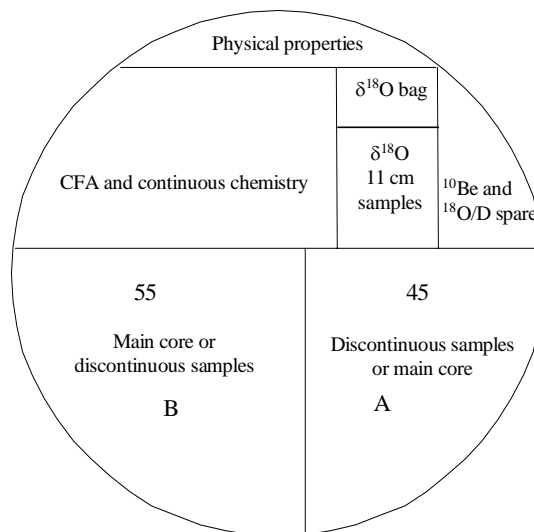 Physical properties
δ¹⁸O bag
CFA and continuous chemistry
δ¹⁸O
11 cm
samples
¹⁰Be and
¹⁸O/D spare
55
Main core or
discontinuous samples
B
45
Discontinuous samples
or main core
A